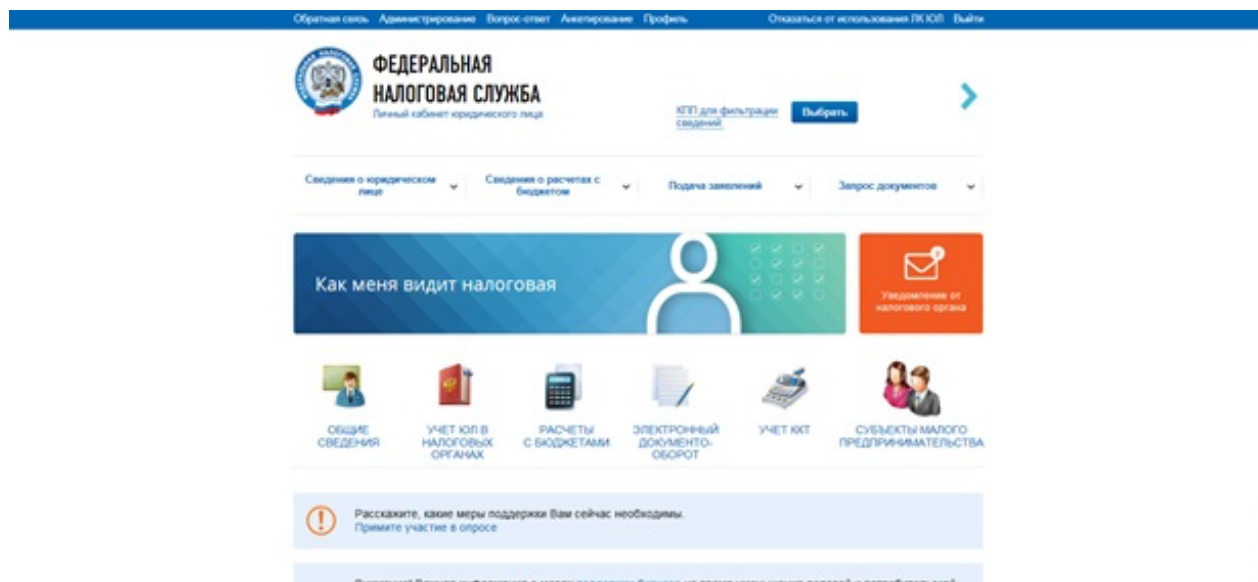 Обратная связь Администрирование Вопрос-ответ Анкетирование Профиль Отказаться от использования ЛК ЮЛ Выйти
ФЕДЕРАЛЬНАЯ
НАЛОГОВАЯ СЛУЖБА
Личный кабинет юридического лица
КПП для фильтрации
сведений
Выбрать
Сведения о юридическом
лице
Сведения о расчетах с
бюджетом
Подача заявлений
Запрос документов
Как меня видит налоговая
Уведомление от
налогового органа
ОБЩИЕ
СВЕДЕНИЯ
УЧЕТ ЮЛ В
НАЛОГОВЫХ
ОРГАНАХ
РАСЧЕТЫ
С БЮДЖЕТАМИ
ЭЛЕКТРОННЫЙ
ДОКУМЕНТО-
ОБОРОТ
УЧЕТ ККТ
СУБЪЕКТЫ МАЛОГО
ПРЕДПРИНИМАТЕЛЬСТВА
Расскажите, какие меры поддержки Вам сейчас необходимы.
Примите участие в опросе